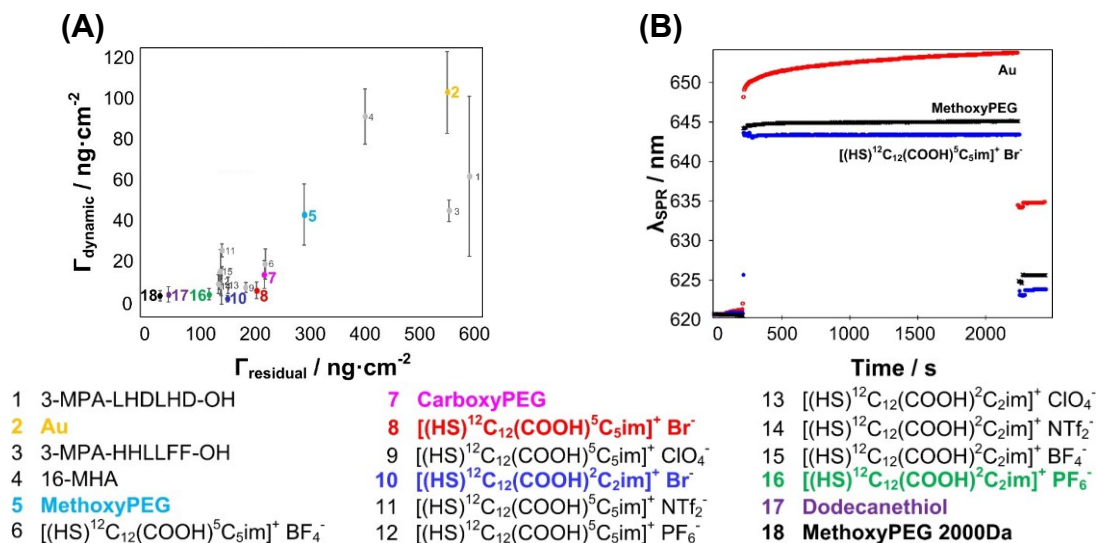 (A)
(B)
Γdynamic / ng·cm⁻²
120
100
80
60
40
20
0
2
4
1
3
5
11
15
6
7
13
9
8
10
16
17
18
0
100
200
300
400
500
600
Γresidual / ng·cm⁻²
λSPR / nm
650
645
640
635
630
625
620
Au
MethoxyPEG
[(HS)¹²C₁₂(COOH)⁵C₅im]⁺ Br⁻
0
500
1000
1500
2000
Time / s
1 3-MPA-LHDLHD-OH
2 Au
3 3-MPA-HHLLFF-OH
4 16-MHA
5 MethoxyPEG
6 [(HS)¹²C₁₂(COOH)⁵C₅im]⁺ BF₄⁻
7 CarboxyPEG
8 [(HS)¹²C₁₂(COOH)⁵C₅im]⁺ Br⁻
9 [(HS)¹²C₁₂(COOH)⁵C₅im]⁺ ClO₄⁻
10 [(HS)¹²C₁₂(COOH)²C₂im]⁺ Br⁻
11 [(HS)¹²C₁₂(COOH)⁵C₅im]⁺ NTf₂⁻
12 [(HS)¹²C₁₂(COOH)⁵C₅im]⁺ PF₆⁻
13 [(HS)¹²C₁₂(COOH)²C₂im]⁺ ClO₄⁻
14 [(HS)¹²C₁₂(COOH)²C₂im]⁺ NTf₂⁻
15 [(HS)¹²C₁₂(COOH)²C₂im]⁺ BF₄⁻
16 [(HS)¹²C₁₂(COOH)²C₂im]⁺ PF₆⁻
17 Dodecanethiol
18 MethoxyPEG 2000Da